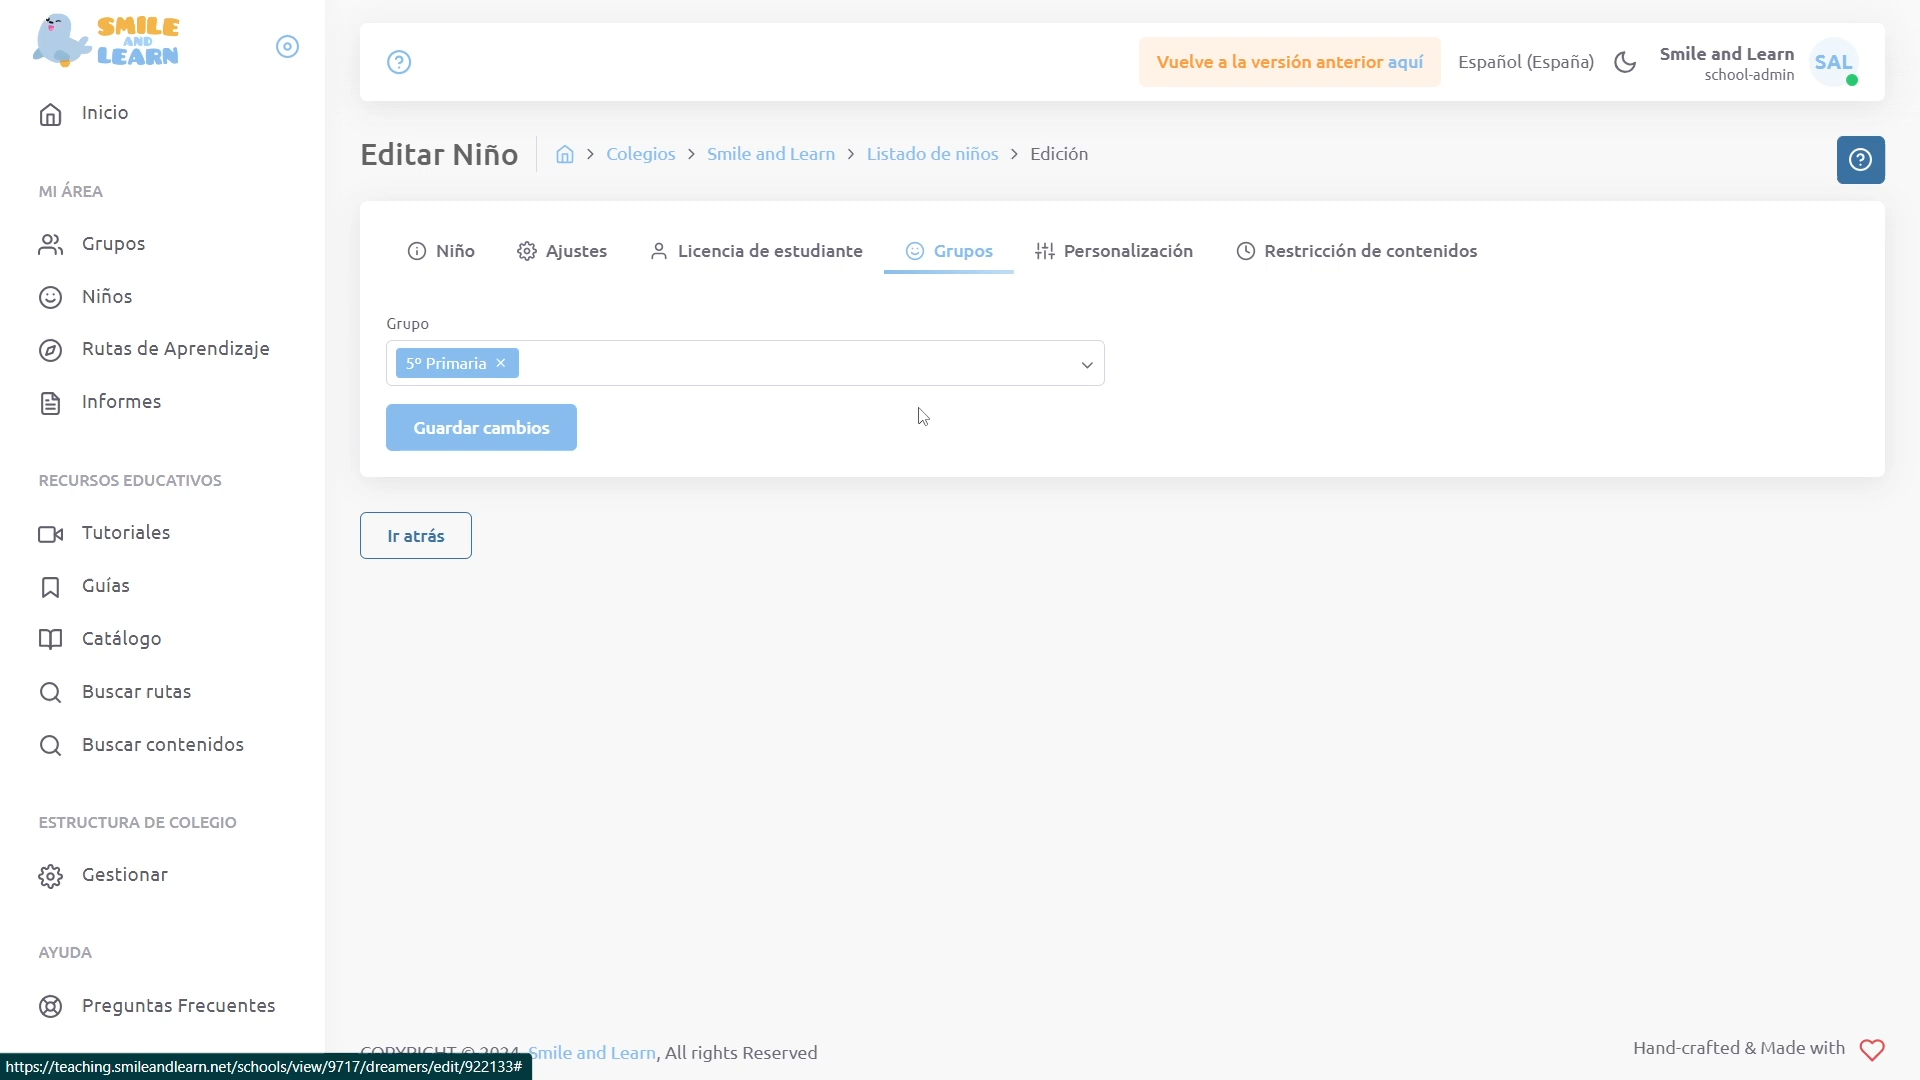 SMILE
AND
LEARN
Inicio
MI ÁREA
Grupos
Niños
Rutas de Aprendizaje
Informes
RECURSOS EDUCATIVOS
Tutoriales
Guías
Catálogo
Buscar rutas
Buscar contenidos
ESTRUCTURA DE COLEGIO
Gestionar
AYUDA
Preguntas Frecuentes
Vuelve a la versión anterior aquí
Español (España)
Smile and Learn
school-admin
SAL
Editar Niño
Colegios > Smile and Learn > Listado de niños > Edición
Niño
Ajustes
Licencia de estudiante
Grupos
Personalización
Restricción de contenidos
Grupo
5º Primaria ×
Guardar cambios
Ir atrás
COPYRIGHT © 2024 Smile and Learn, All rights Reserved
Hand-crafted & Made with
https://teaching.smileandlearn.net/schools/view/9717/dreamers/edit/922133#